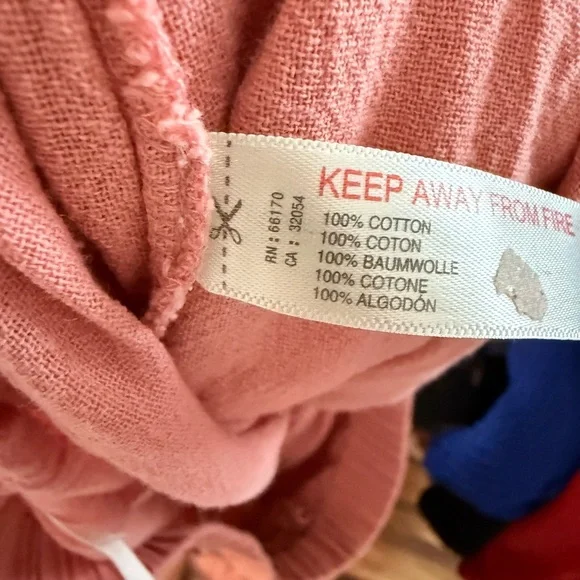 KEEP AWAY FROM FIRE
100% COTTON
100% COTON
100% BAUMWOLLE
100% COTONE
100% ALGODÓN
RN: 66170
CA: 32054